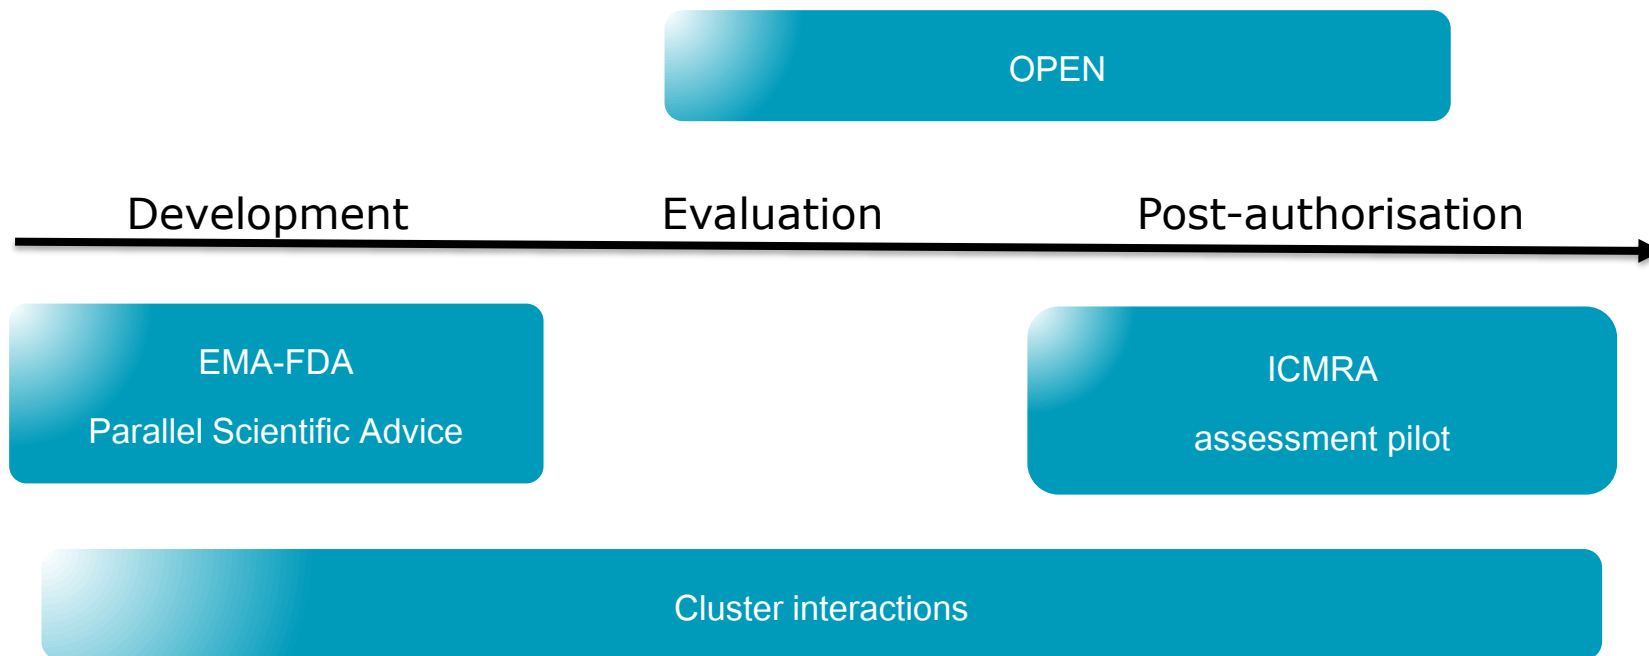 OPEN
Development
Evaluation
Post-authorisation
EMA-FDA
Parallel Scientific Advice
ICMRA
assessment pilot
Cluster interactions